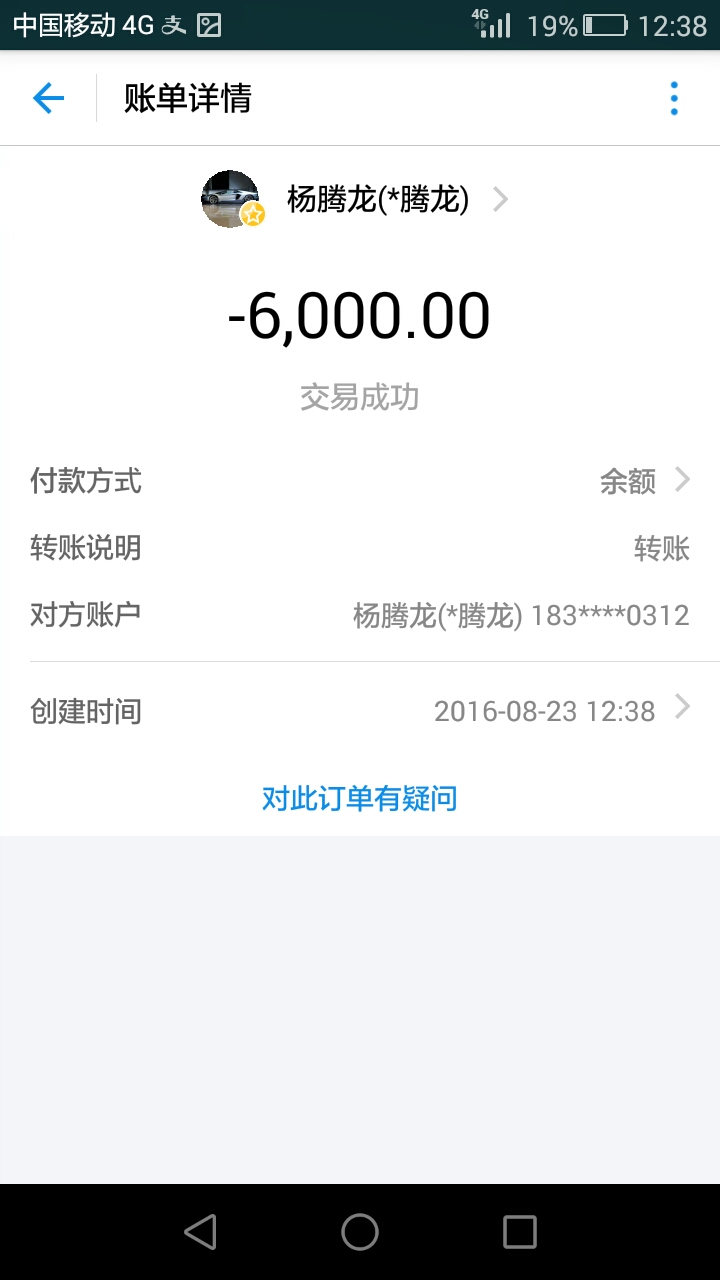 中国移动 4G 支 4G 19% 12:38
账单详情
杨腾龙(*腾龙)
-6,000.00
交易成功
付款方式 余额
转账说明 转账
对方账户 杨腾龙(*腾龙) 183****0312
创建时间 2016-08-23 12:38
对此订单有疑问